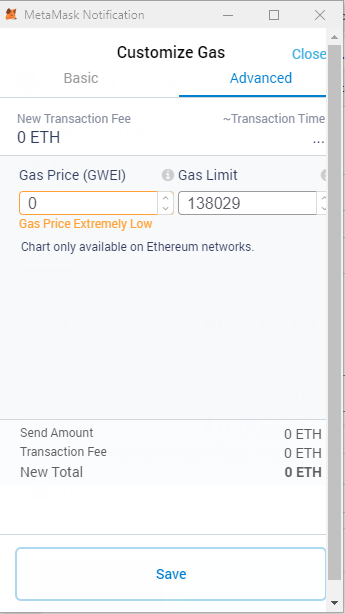 MetaMask Notification
Customize Gas
Close
Basic
Advanced
New Transaction Fee
~Transaction Time
0 ETH
...
Gas Price (GWEI)
Gas Limit
0
138029
Gas Price Extremely Low
Chart only available on Ethereum networks.
Send Amount
0 ETH
Transaction Fee
0 ETH
New Total
0 ETH
Save